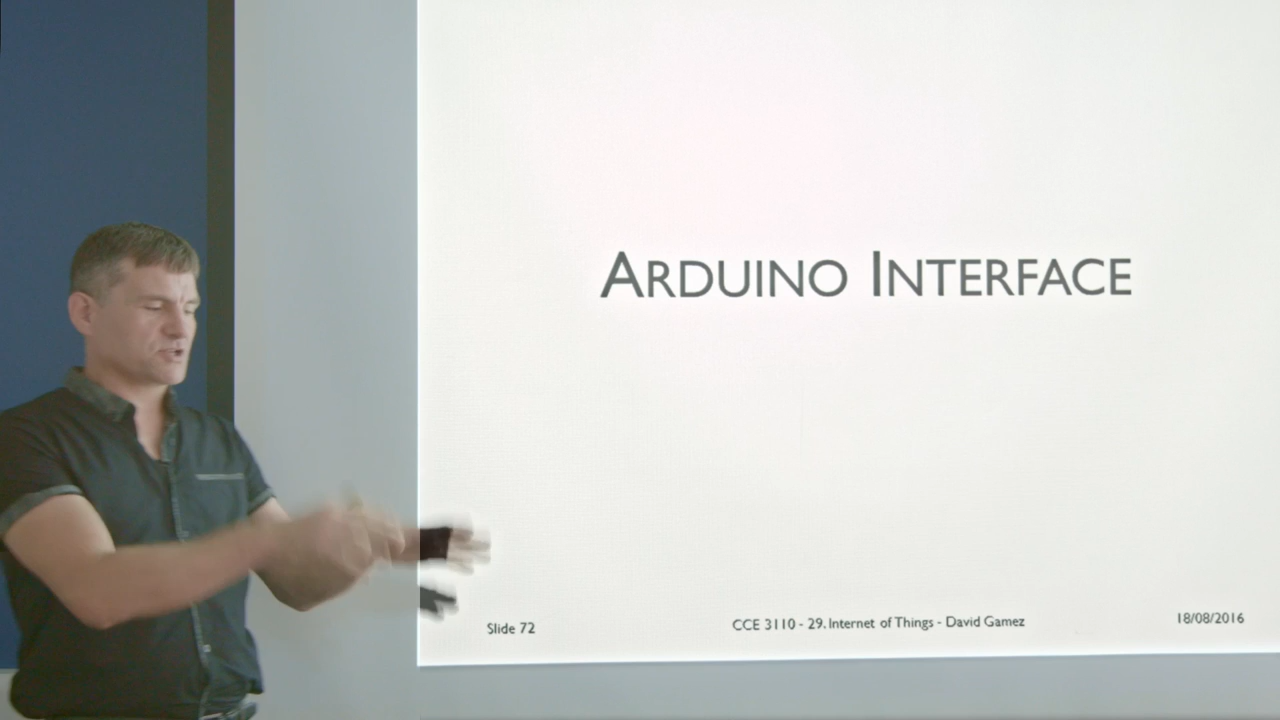 ARDUINO INTERFACE
Slide 72
CCE 3110 - 29. Internet of Things - David Gamez
18/08/2016